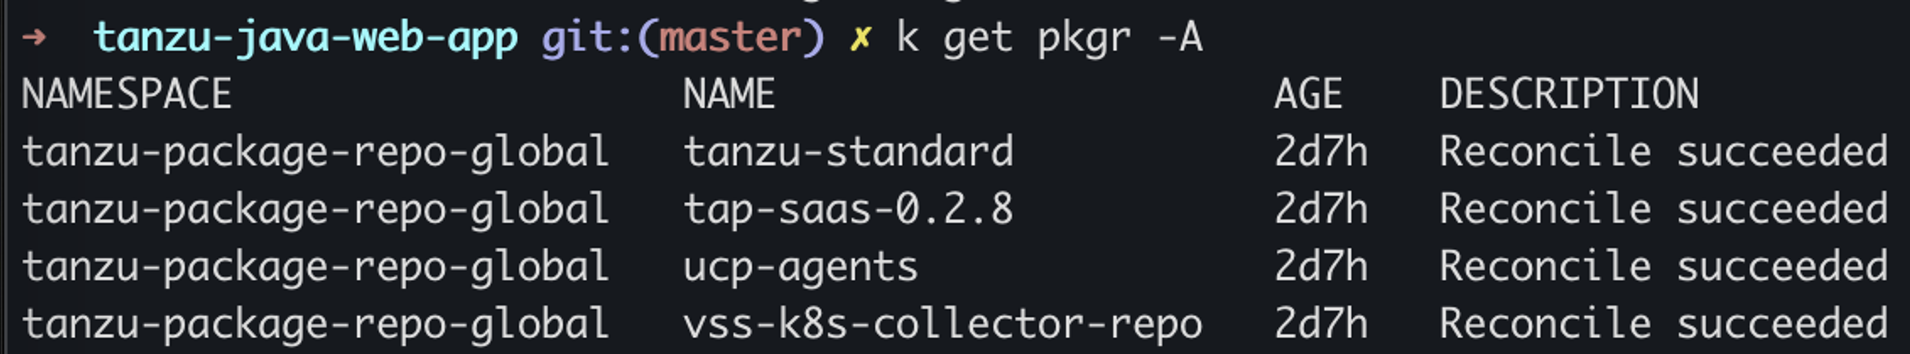 → tanzu-java-web-app git:(master) ✗ k get pkgr -A
NAMESPACE NAME AGE DESCRIPTION
tanzu-package-repo-global tanzu-standard 2d7h Reconcile succeeded
tanzu-package-repo-global tap-saas-0.2.8 2d7h Reconcile succeeded
tanzu-package-repo-global ucp-agents 2d7h Reconcile succeeded
tanzu-package-repo-global vss-k8s-collector-repo 2d7h Reconcile succeeded